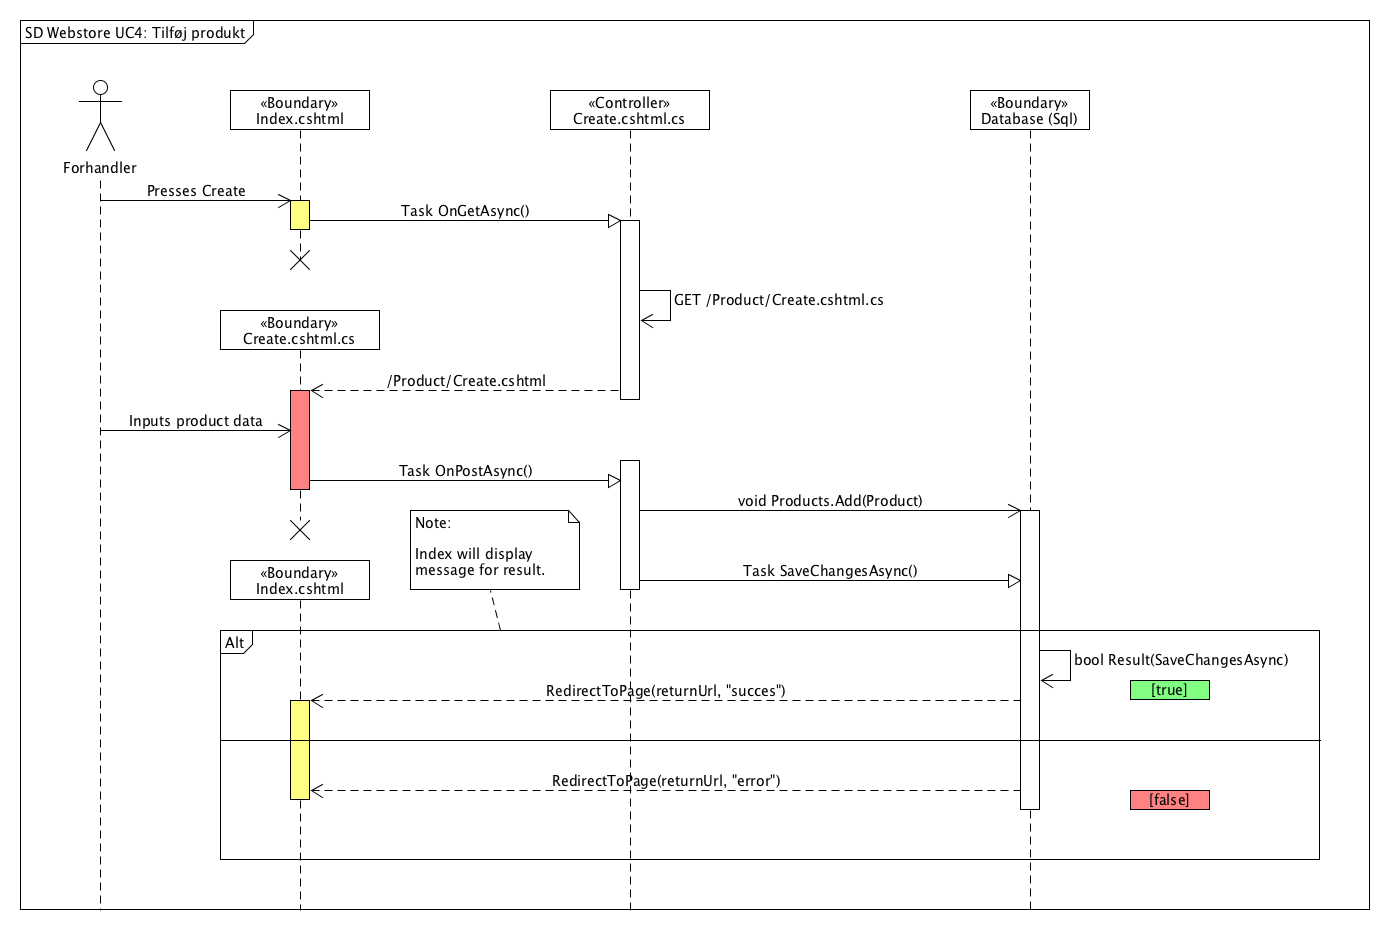 SD Webstore UC4: Tilføj produkt
«Boundary»
Index.cshtml
«Controller»
Create.cshtml.cs
«Boundary»
Database (Sql)
Forhandler
Presses Create
Task OnGetAsync()
GET /Product/Create.cshtml.cs
«Boundary»
Create.cshtml.cs
/Product/Create.cshtml
Inputs product data
Task OnPostAsync()
void Products.Add(Product)
Note:
Index will display
message for result.
Task SaveChangesAsync()
«Boundary»
Index.cshtml
Alt
bool Result(SaveChangesAsync)
[true]
RedirectToPage(returnUrl, "succes")
RedirectToPage(returnUrl, "error")
[false]